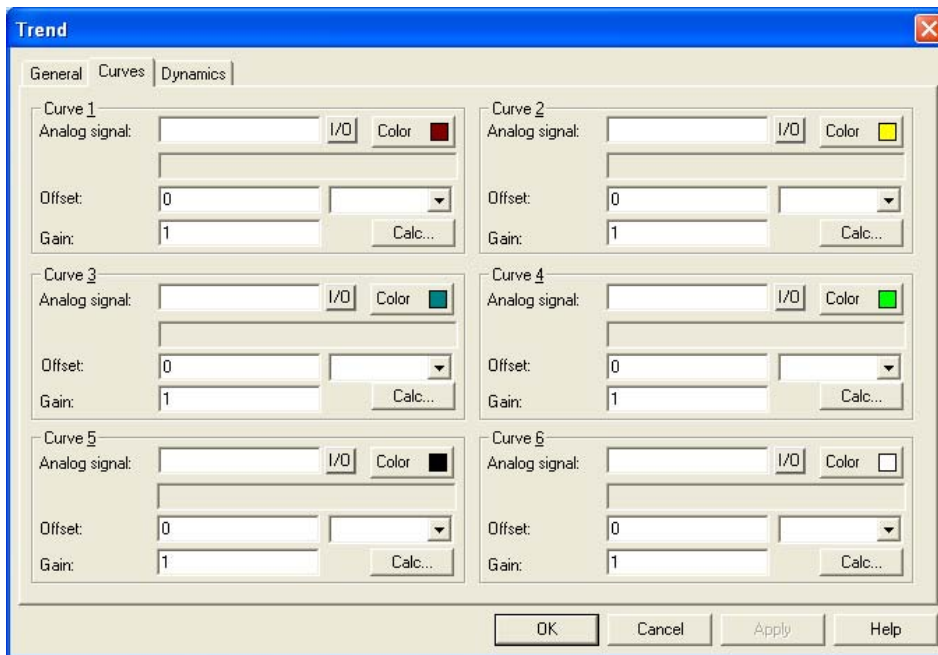 Trend
General Curves Dynamics
Curve 1
Analog signal: I/O Color
Offset: 0
Gain: 1 Calc...
Curve 2
Analog signal: I/O Color
Offset: 0
Gain: 1 Calc...
Curve 3
Analog signal: I/O Color
Offset: 0
Gain: 1 Calc...
Curve 4
Analog signal: I/O Color
Offset: 0
Gain: 1 Calc...
Curve 5
Analog signal: I/O Color
Offset: 0
Gain: 1 Calc...
Curve 6
Analog signal: I/O Color
Offset: 0
Gain: 1 Calc...
OK Cancel Apply Help